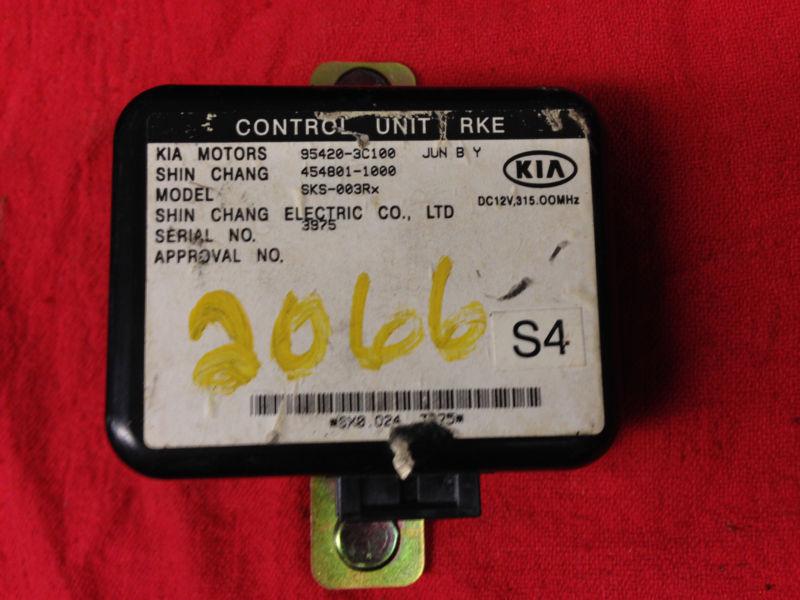 CONTROL UNIT RKE
KIA MOTORS 95420-3C100 JUN B Y
SHIN CHANG 454801-1000
KIA
MODEL SKS-003Rx
DC12V,315.00MHz
SHIN CHANG ELECTRIC CO., LTD
SERIAL NO. 3975
APPROVAL NO.
2066
S4